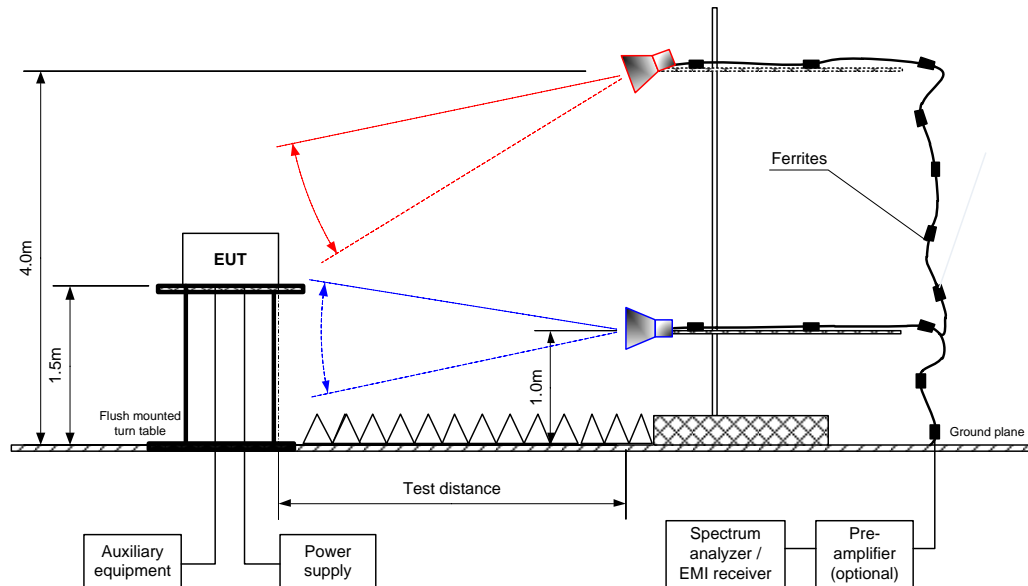 Ferrites
4.0m
EUT
1.5m
1.0m
Flush mounted
turn table
Ground plane
Test distance
Auxiliary
equipment
Power
supply
Spectrum
analyzer /
EMI receiver
Pre-
amplifier
(optional)